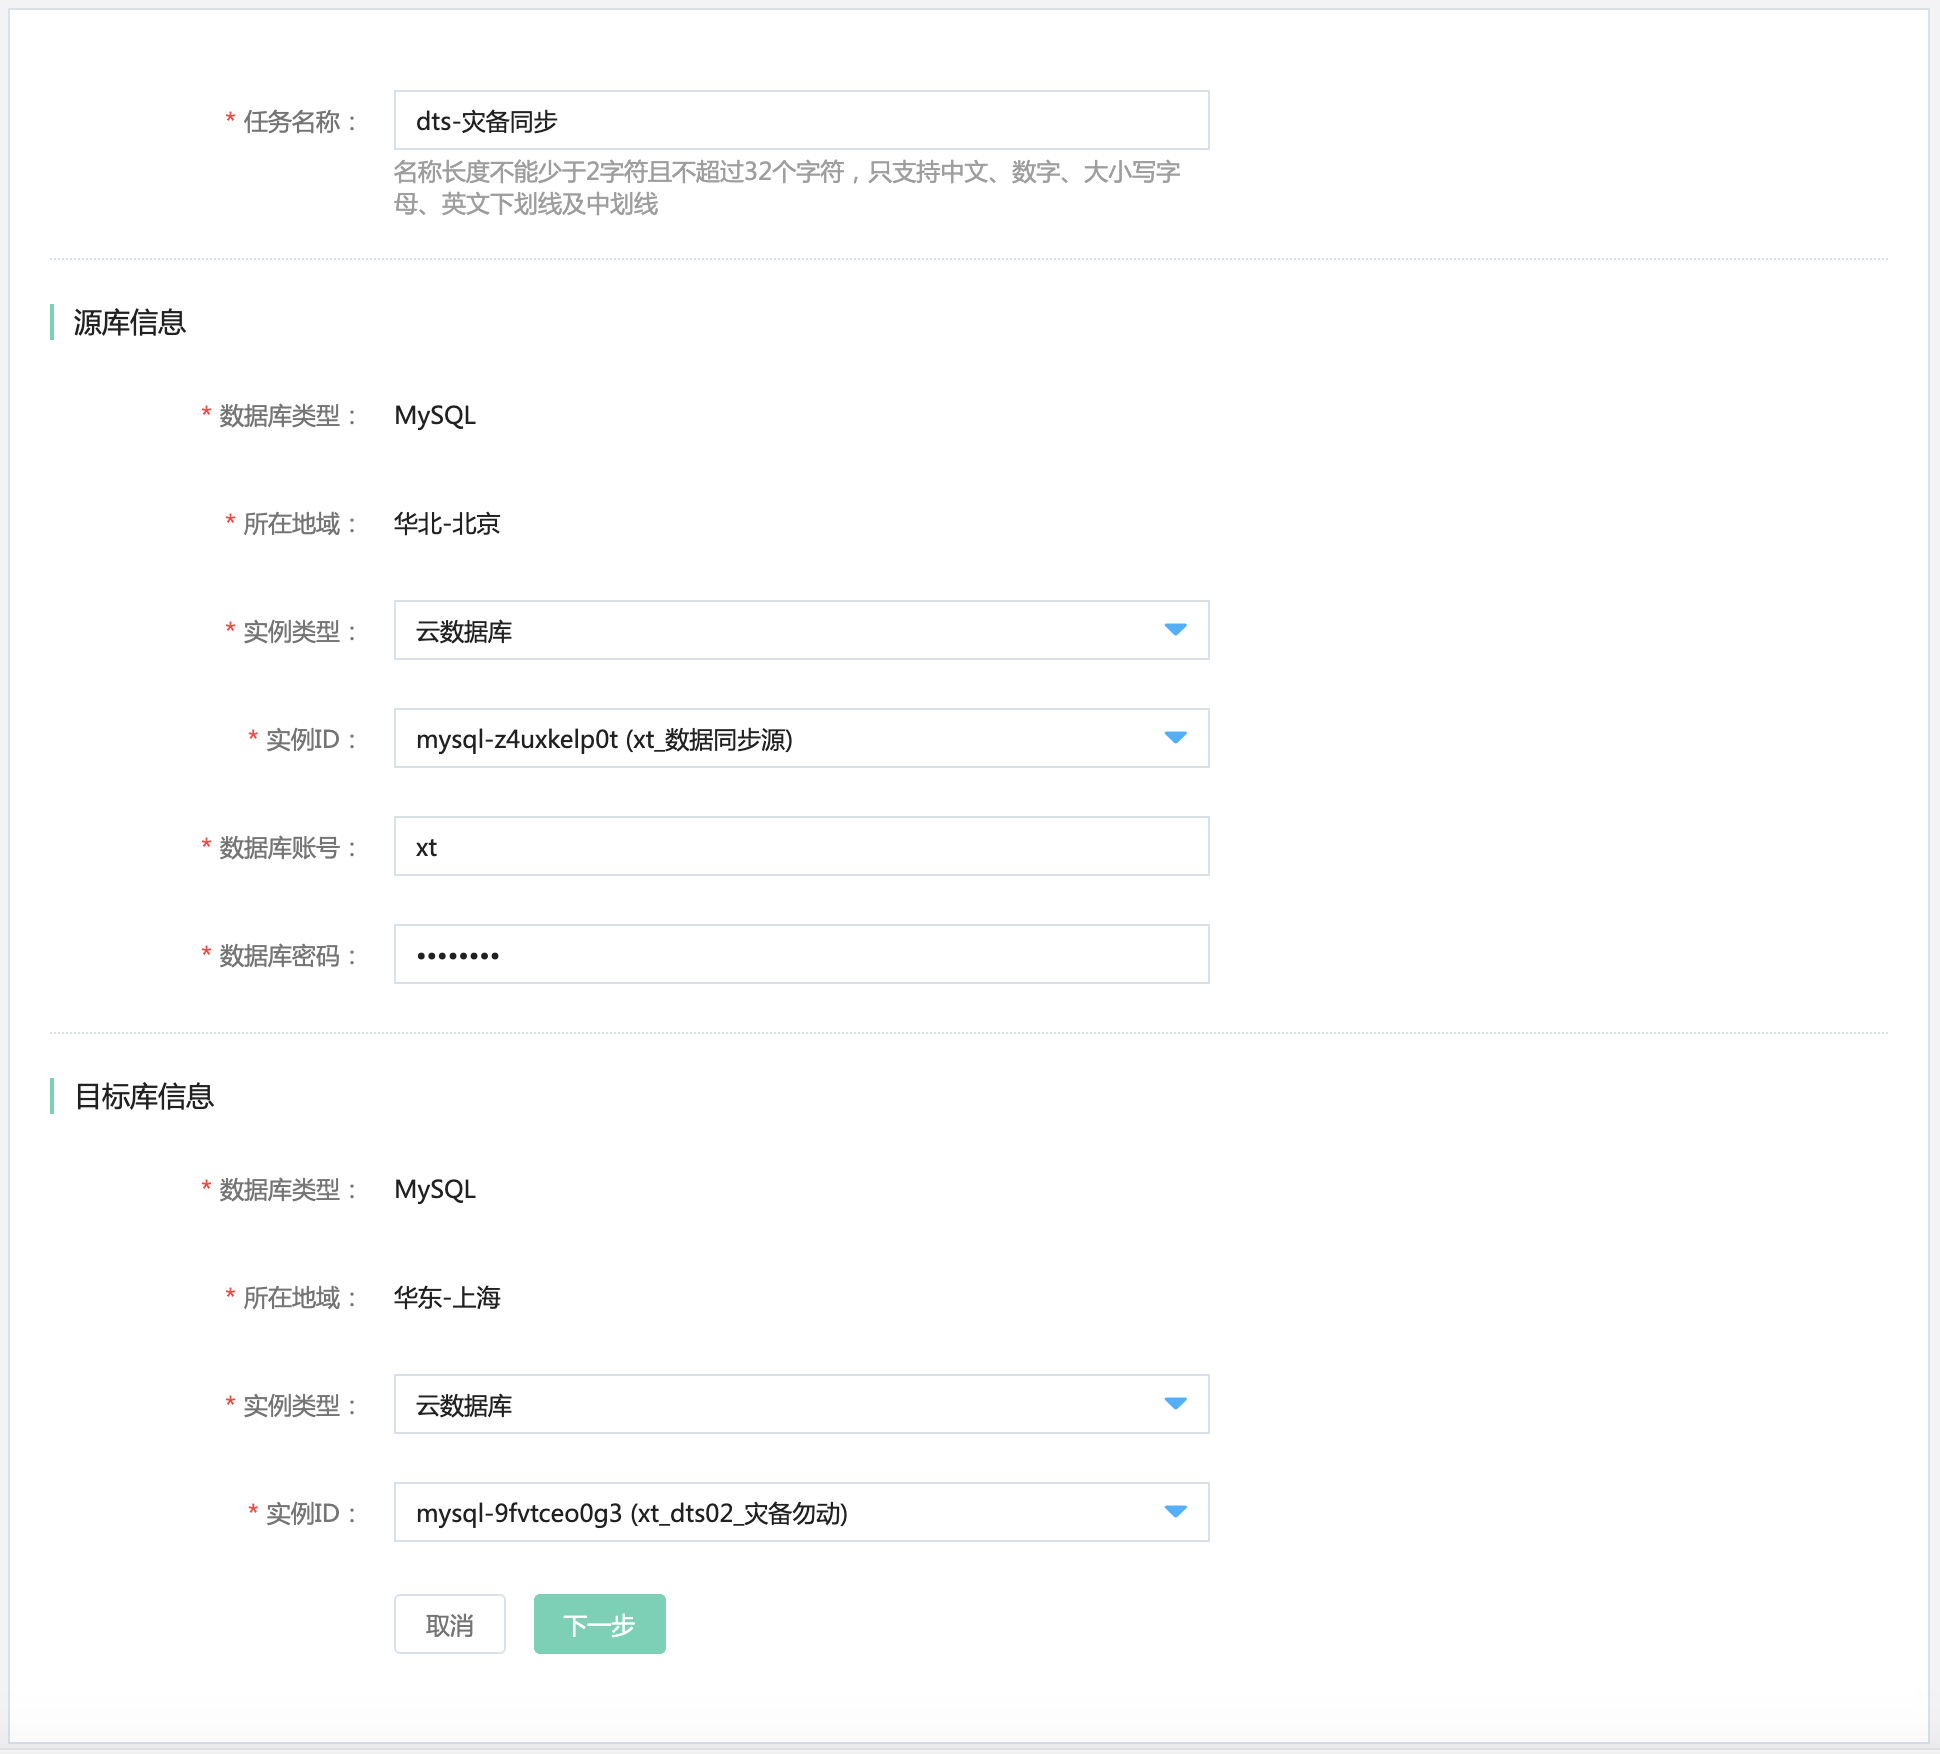 * 任务名称： dts-灾备同步
名称长度不能少于2字符且不超过32个字符，只支持中文、数字、大小写字
母、英文下划线及中划线
源库信息
* 数据库类型： MySQL
* 所在地域： 华北-北京
* 实例类型： 云数据库
* 实例ID： mysql-z4uxkelp0t (xt_数据同步源)
* 数据库账号： xt
* 数据库密码： ••••••••
目标库信息
* 数据库类型： MySQL
* 所在地域： 华东-上海
* 实例类型： 云数据库
* 实例ID： mysql-9fvtceo0g3 (xt_dts02_灾备勿动)
取消 下一步